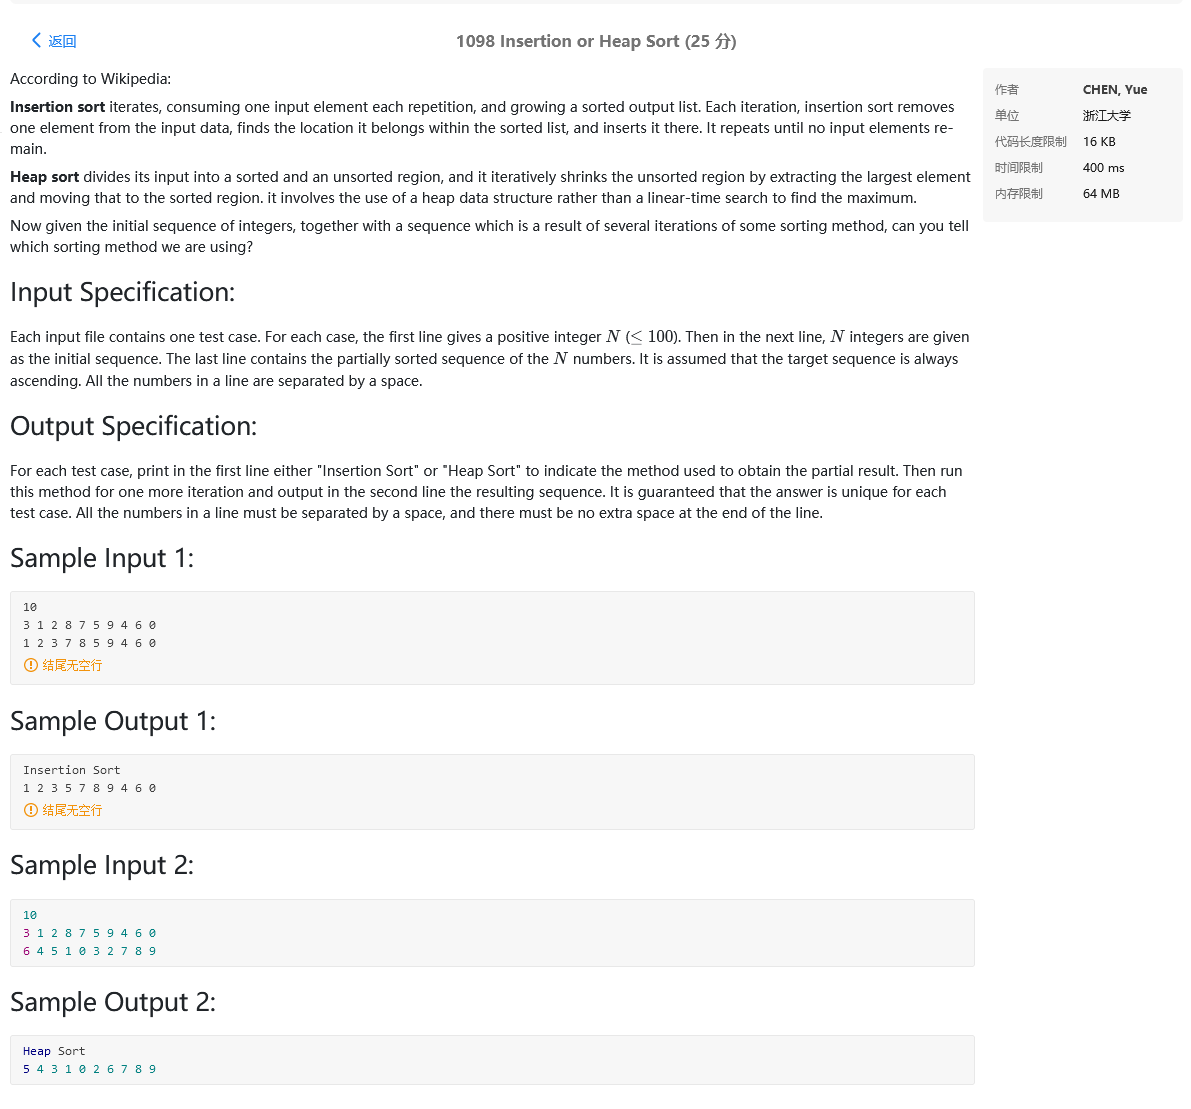 返回
1098 Insertion or Heap Sort (25 分)
According to Wikipedia:
Insertion sort iterates, consuming one input element each repetition, and growing a sorted output list. Each iteration, insertion sort removes
one element from the input data, finds the location it belongs within the sorted list, and inserts it there. It repeats until no input elements re-
main.
Heap sort divides its input into a sorted and an unsorted region, and it iteratively shrinks the unsorted region by extracting the largest element
and moving that to the sorted region. it involves the use of a heap data structure rather than a linear-time search to find the maximum.
Now given the initial sequence of integers, together with a sequence which is a result of several iterations of some sorting method, can you tell
which sorting method we are using?
作者 CHEN, Yue
单位 浙江大学
代码长度限制 16 KB
时间限制 400 ms
内存限制 64 MB
Input Specification:
Each input file contains one test case. For each case, the first line gives a positive integer N (≤ 100). Then in the next line, N integers are given
as the initial sequence. The last line contains the partially sorted sequence of the N numbers. It is assumed that the target sequence is always
ascending. All the numbers in a line are separated by a space.
Output Specification:
For each test case, print in the first line either "Insertion Sort" or "Heap Sort" to indicate the method used to obtain the partial result. Then run
this method for one more iteration and output in the second line the resulting sequence. It is guaranteed that the answer is unique for each
test case. All the numbers in a line must be separated by a space, and there must be no extra space at the end of the line.
Sample Input 1:
10
3 1 2 8 7 5 9 4 6 0
1 2 3 7 8 5 9 4 6 0
结尾无空行
Sample Output 1:
Insertion Sort
1 2 3 5 7 8 9 4 6 0
结尾无空行
Sample Input 2:
10
3 1 2 8 7 5 9 4 6 0
6 4 5 1 0 3 2 7 8 9
Sample Output 2:
Heap Sort
5 4 3 1 0 2 6 7 8 9